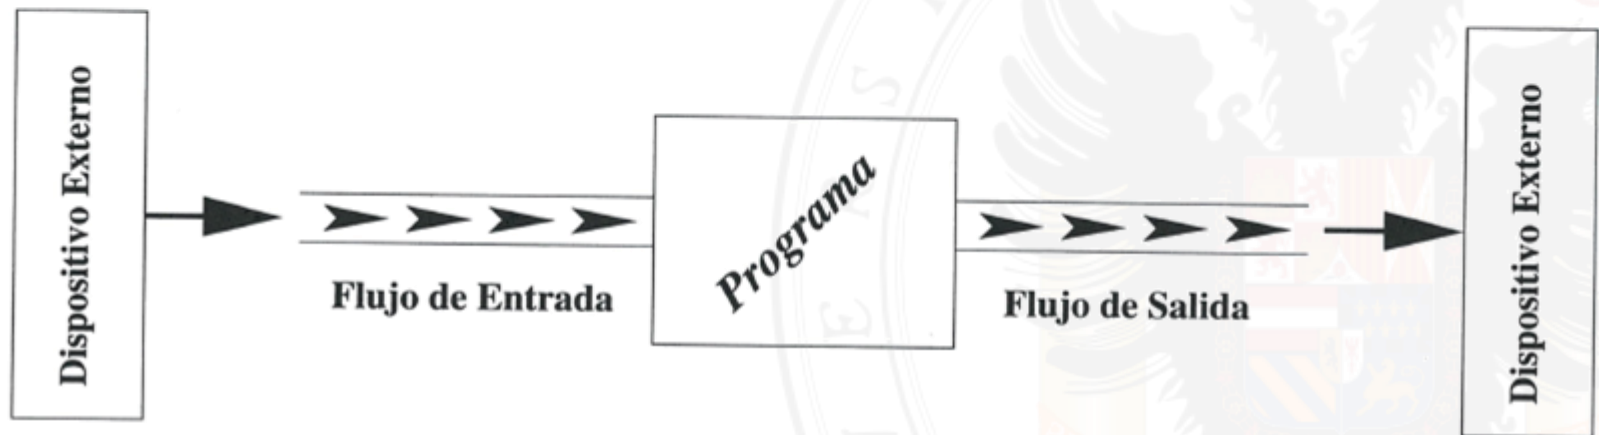 Dispositivo Externo
Flujo de Entrada
Programa
Flujo de Salida
Dispositivo Externo